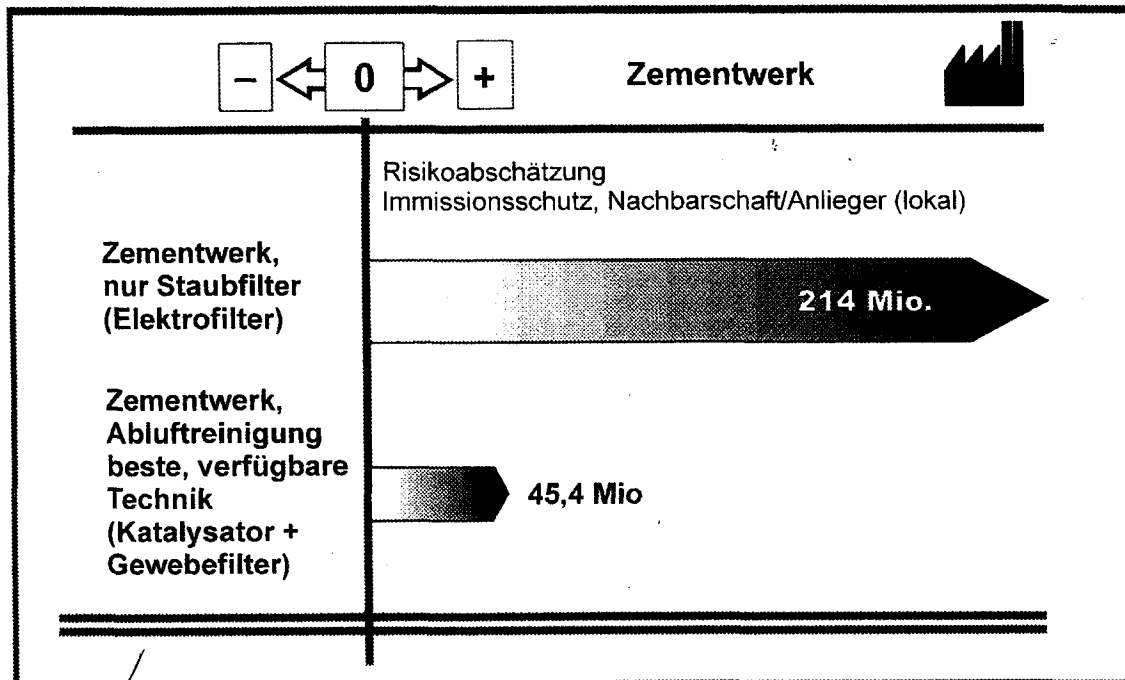 – 0 + Zementwerk
Risikoabschätzung
Immissionsschutz, Nachbarschaft/Anlieger (lokal)
Zementwerk,
nur Staubfilter
(Elektrofilter)
214 Mio.
Zementwerk,
Abluftreinigung
beste, verfügbare
Technik
(Katalysator +
Gewebefilter)
45,4 Mio